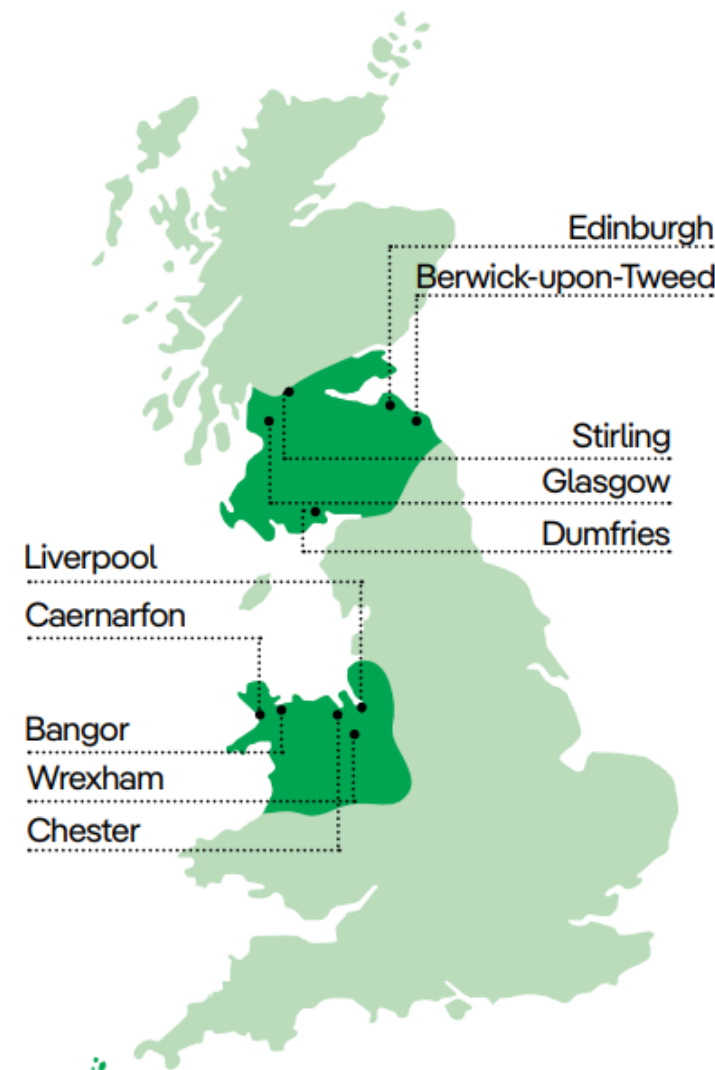 Edinburgh
Berwick-upon-Tweed
Stirling
Glasgow
Dumfries
Liverpool
Caernarfon
Bangor
Wrexham
Chester